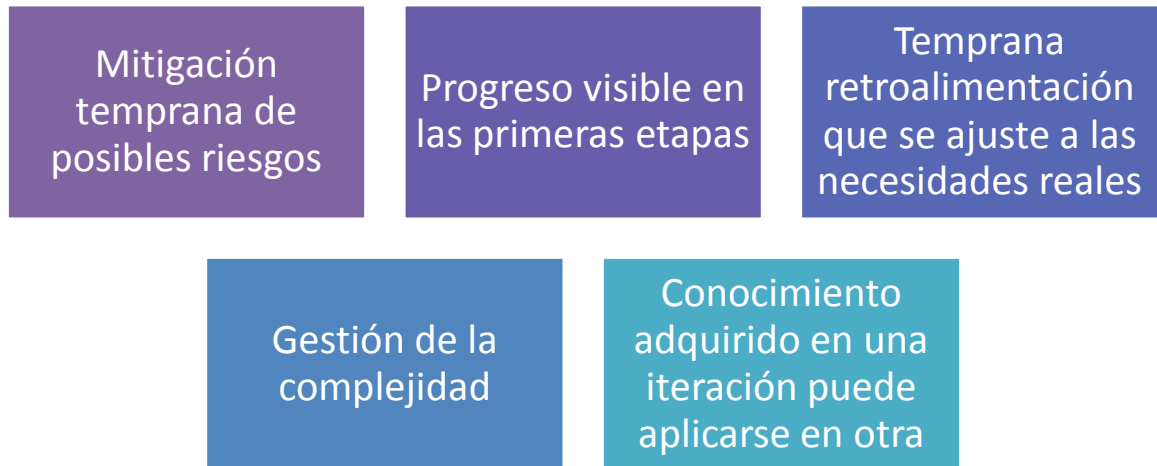 Mitigación
temprana de
posibles riesgos
Progreso visible en
las primeras etapas
Temprana
retroalimentación
que se ajuste a las
necesidades reales
Gestión de la
complejidad
Conocimiento
adquirido en una
iteración puede
aplicarse en otra